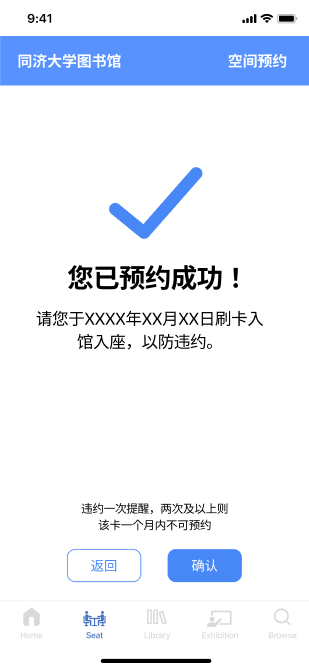 9:41
同济大学图书馆 空间预约
您已预约成功！
请您于XXXX年XX月XX日刷卡入
馆入座，以防违约。
违约一次提醒，两次及以上则
该卡一个月内不可预约
返回 确认
Home Seat Library Exhibition Browse